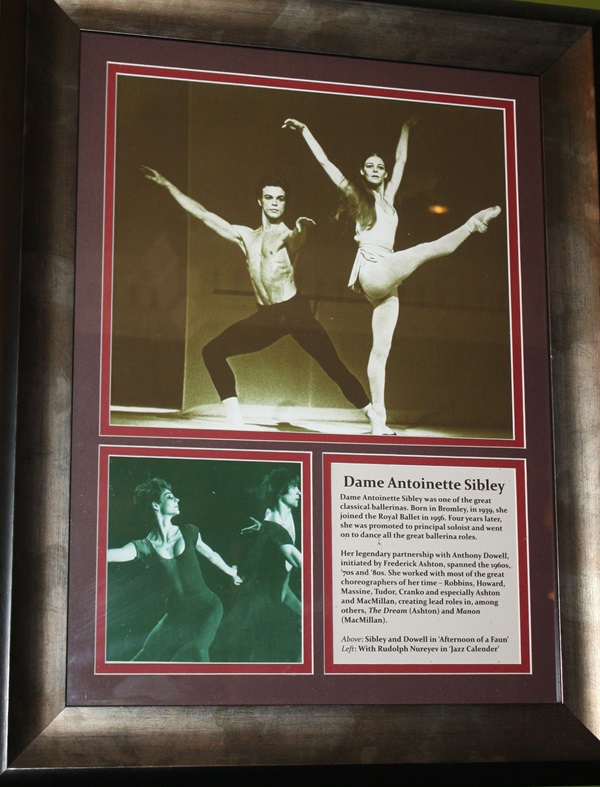 Dame Antoinette Sibley
Dame Antoinette Sibley was one of the great
classical ballerinas. Born in Bromley, in 1939, she
joined the Royal Ballet in 1956. Four years later,
she was promoted to principal soloist and went
on to dance all the great ballerina roles.
Her legendary partnership with Anthony Dowell,
initiated by Frederick Ashton, spanned the 1960s,
'70s and '80s. She worked with most of the great
choreographers of her time – Robbins, Howard,
Massine, Tudor, Cranko and especially Ashton
and MacMillan, creating lead roles in, among
others, The Dream (Ashton) and Manon
(MacMillan).
Above: Sibley and Dowell in 'Afternoon of a Faun'
Left: With Rudolph Nureyev in 'Jazz Calender'